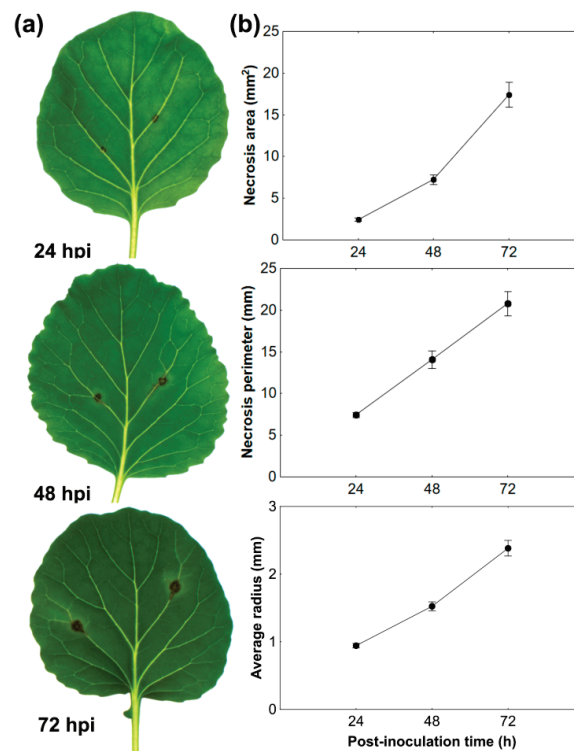 (a)
24 hpi
48 hpi
72 hpi
(b)
Necrosis area (mm²)
25
20
15
10
5
0
24 48 72
Necrosis perimeter (mm)
25
20
15
10
5
0
24 48 72
Average radius (mm)
3
2
1
0
24 48 72
Post-inoculation time (h)